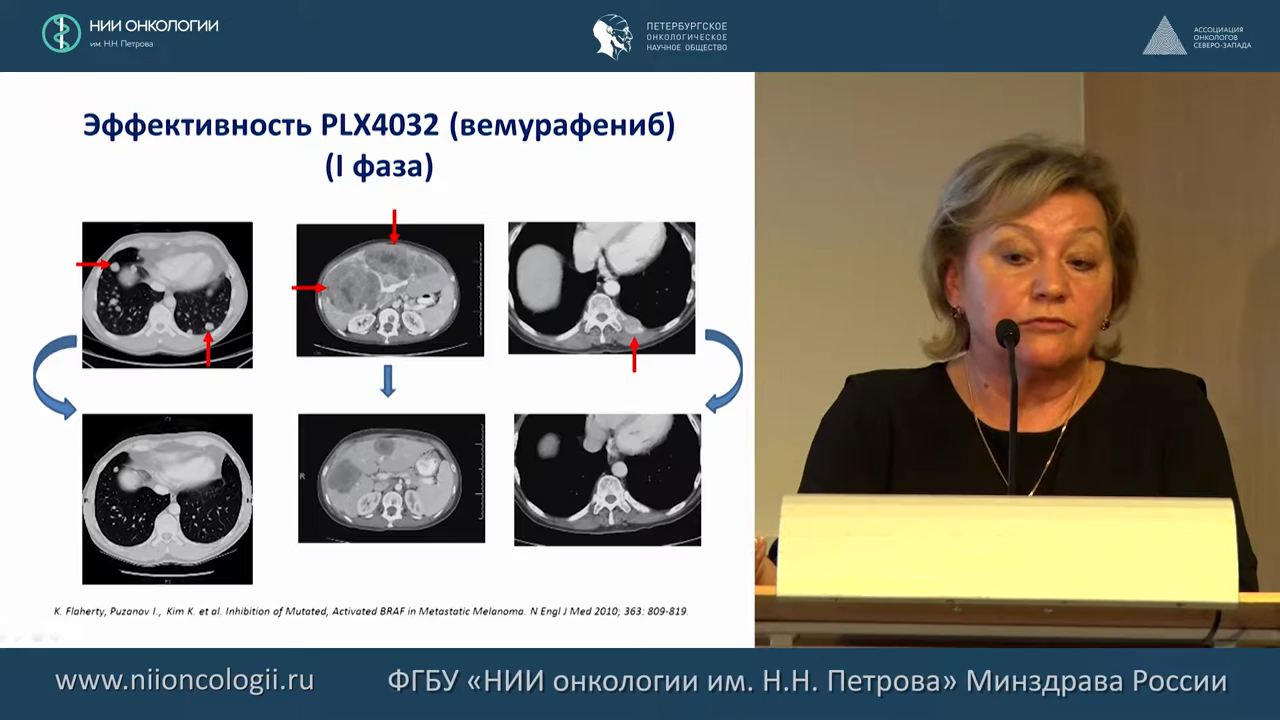 НИИ ОНКОЛОГИИ
им. Н.Н. Петрова
ПЕТЕРБУРГСКОЕ
ОНКОЛОГИЧЕСКОЕ
НАУЧНОЕ ОБЩЕСТВО
АССОЦИАЦИЯ
ОНКОЛОГОВ
СЕВЕРО-ЗАПАДА
Эффективность PLX4032 (вемурафениб)
(I фаза)
K. Flaherty, Puzanov I., Kim K. et al. Inhibition of Mutated, Activated BRAF in Metastatic Melanoma. N Engl J Med 2010; 363: 809-819.
www.niioncologii.ru
ФГБУ «НИИ онкологии им. Н.Н. Петрова» Минздрава России